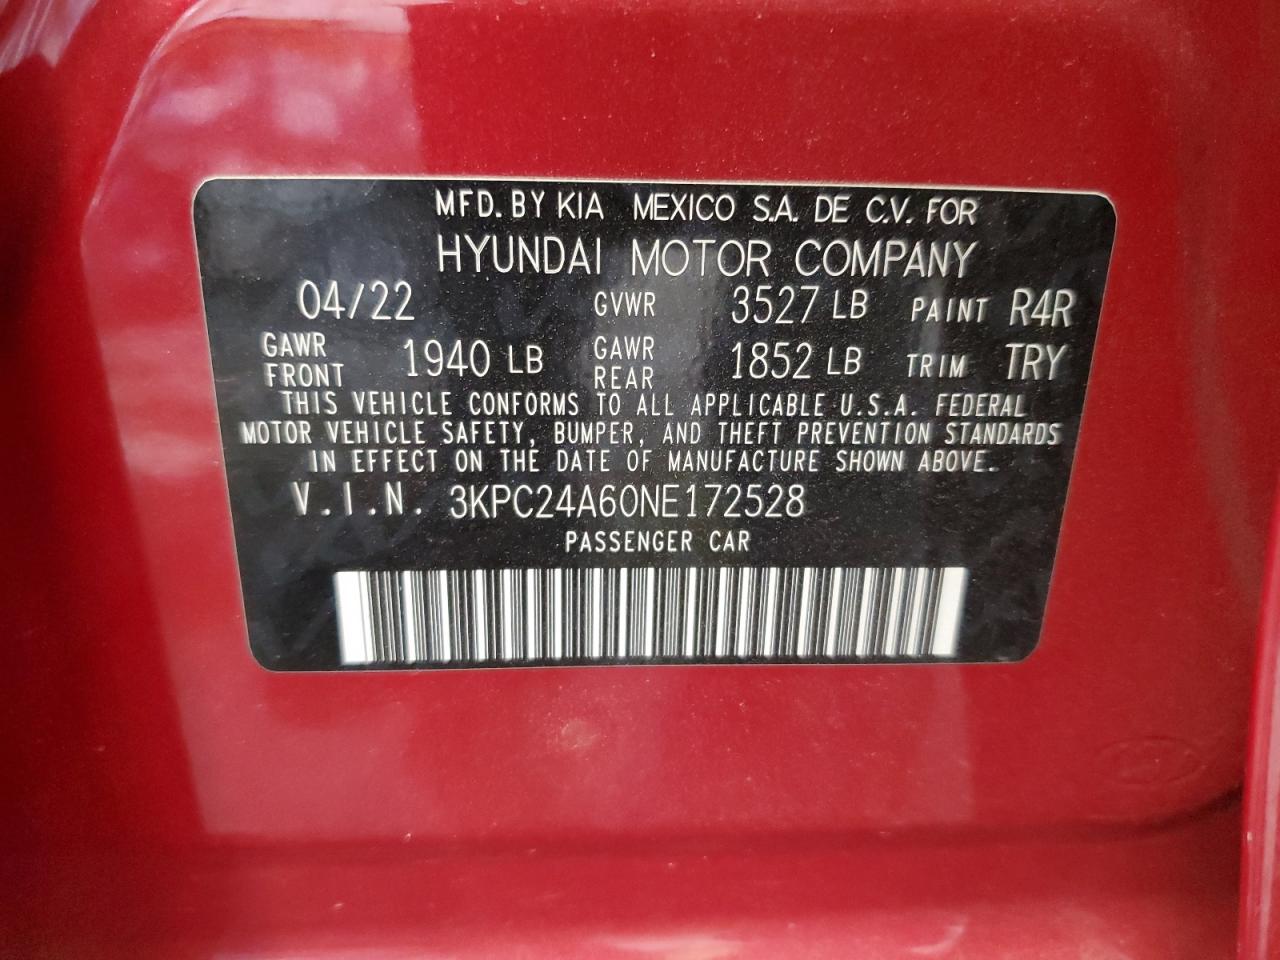 MFD. BY KIA MEXICO S.A. DE C.V. FOR
HYUNDAI MOTOR COMPANY
04/22 GVWR 3527 LB PAINT R4R
GAWR FRONT 1940 LB GAWR REAR 1852 LB TRIM TRY
THIS VEHICLE CONFORMS TO ALL APPLICABLE U.S.A. FEDERAL
MOTOR VEHICLE SAFETY, BUMPER, AND THEFT PREVENTION STANDARDS
IN EFFECT ON THE DATE OF MANUFACTURE SHOWN ABOVE.
V.I.N. 3KPC24A60NE172528
PASSENGER CAR